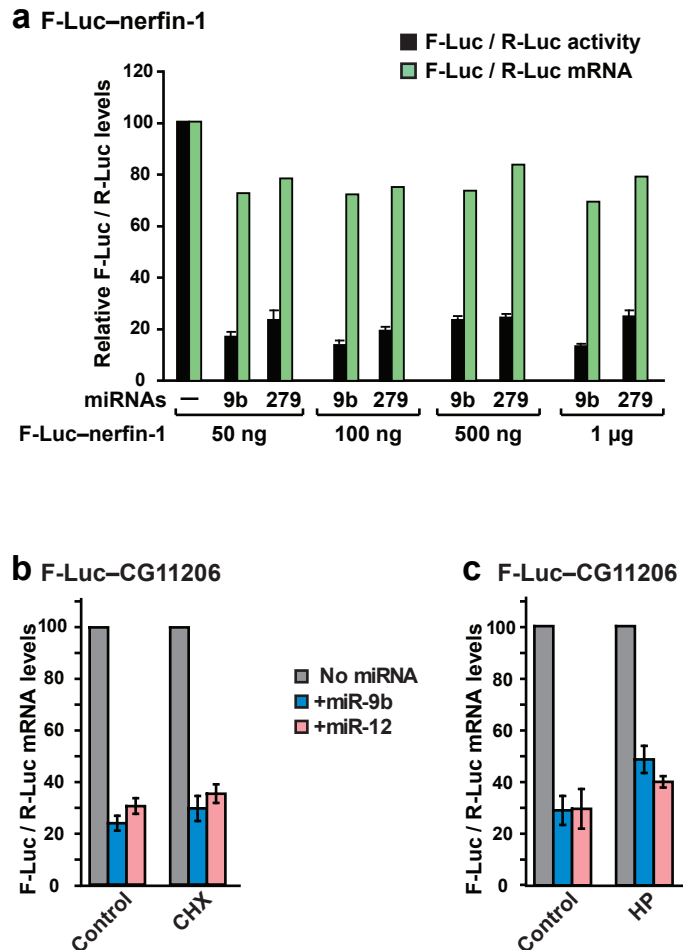 a F-Luc–nerfin-1
F-Luc / R-Luc activity
F-Luc / R-Luc mRNA
Relative F-Luc / R-Luc levels
120
100
80
60
40
20
0
miRNAs — 9b 279 9b 279 9b 279 9b 279
F-Luc–nerfin-1 50 ng 100 ng 500 ng 1 µg
b F-Luc–CG11206
F-Luc / R-Luc mRNA levels
100
80
60
40
20
0
Control CHX
No miRNA
+miR-9b
+miR-12
c F-Luc–CG11206
F-Luc / R-Luc mRNA levels
100
80
60
40
20
0
Control HP